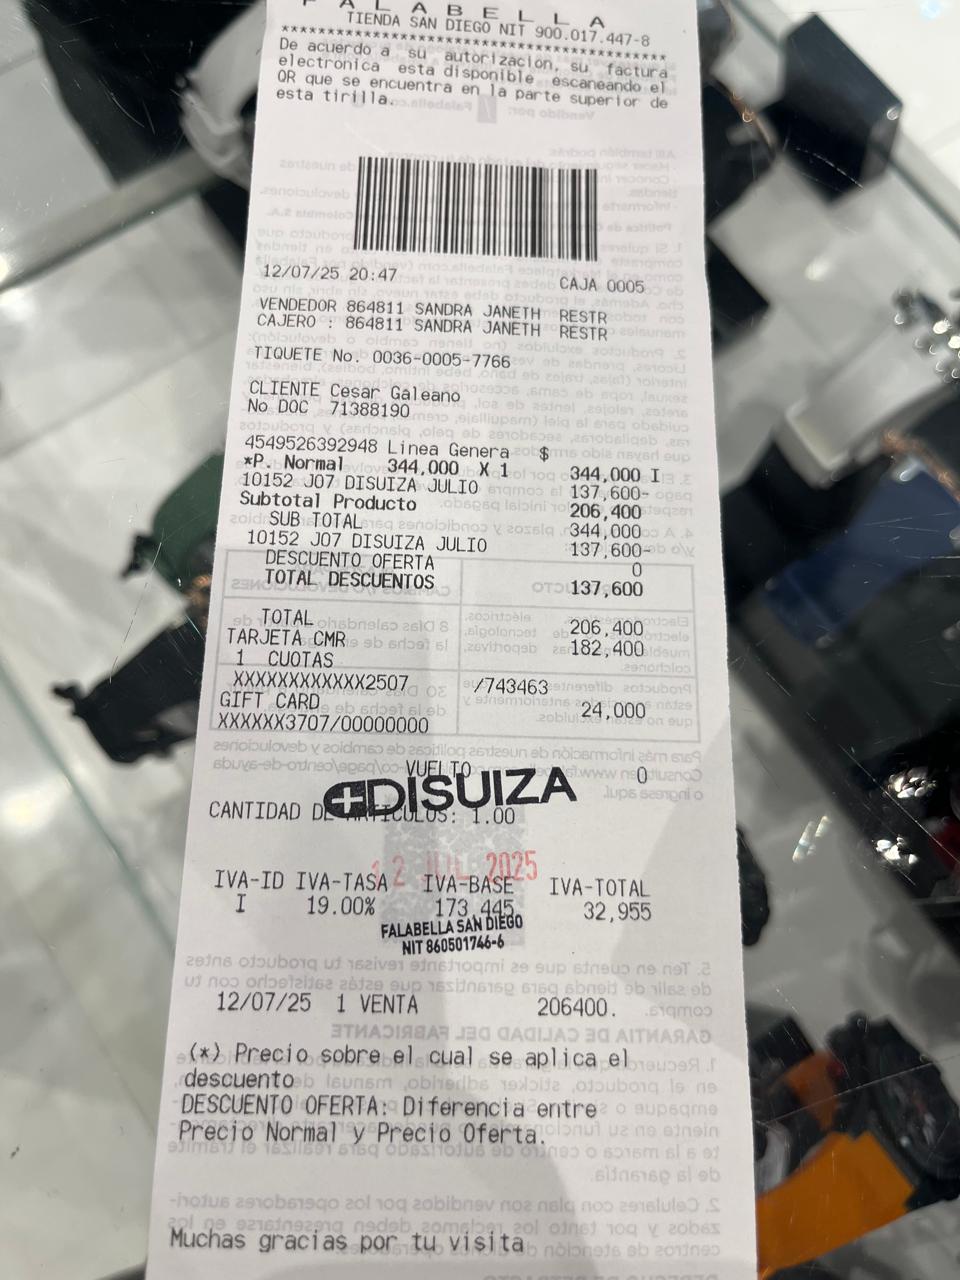 FALABELLA
TIENDA SAN DIEGO NIT 900.017.447-8
******************************************
De acuerdo a su autorizacion, su factura
electronica esta disponible escaneando el
QR que se encuentra en la parte superior de
esta tirilla.
12/07/25 20:47 CAJA 0005
VENDEDOR 864811 SANDRA JANETH RESTR
CAJERO : 864811 SANDRA JANETH RESTR
TIQUETE No. 0036-0005-7766
CLIENTE Cesar Galeano
No DOC 71388190
4549526392948 Linea Genera $
*P. Normal 344,000 X 1 344,000 I
10152 J07 DISUIZA JULIO 137,600-
Subtotal Producto 206,400
SUB TOTAL 344,000
10152 J07 DISUIZA JULIO 137,600-
DESCUENTO OFERTA 0
TOTAL DESCUENTOS 137,600
TOTAL 206,400
TARJETA CMR 182,400
1 CUOTAS
XXXXXXXXXXXX2507 /743463
GIFT CARD 24,000
XXXXXX3707/00000000
VUELTO 0
DISUIZA
CANTIDAD DE ARTICULOS: 1.00
12 JUL 2025
IVA-ID IVA-TASA IVA-BASE IVA-TOTAL
I 19.00% 173,445 32,955
FALABELLA SAN DIEGO
NIT 860501746-6
12/07/25 1 VENTA 206400.
(*) Precio sobre el cual se aplica el
descuento
DESCUENTO OFERTA: Diferencia entre
Precio Normal y Precio Oferta.
Muchas gracias por tu visita